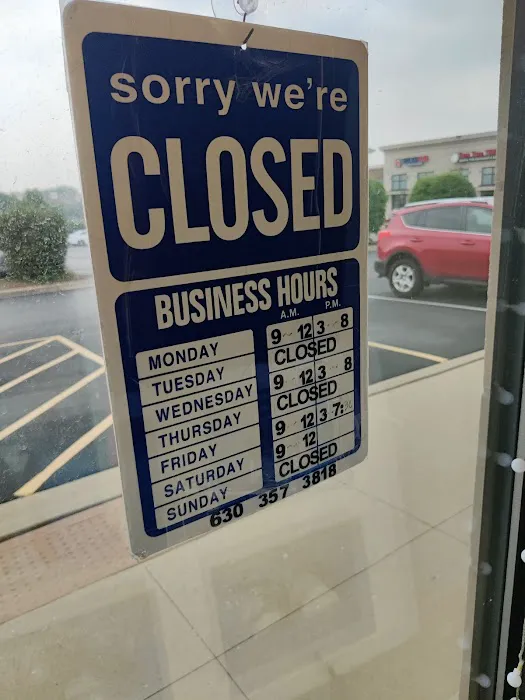 sorry we're
CLOSED
BUSINESS HOURS
A.M. P.M.
MONDAY 9 - 12 3 - 8
TUESDAY CLOSED
WEDNESDAY 9 - 12 3 - 8
THURSDAY CLOSED
FRIDAY 9 - 12 3 7:
SATURDAY 9 - 12
SUNDAY CLOSED
630 357 3818